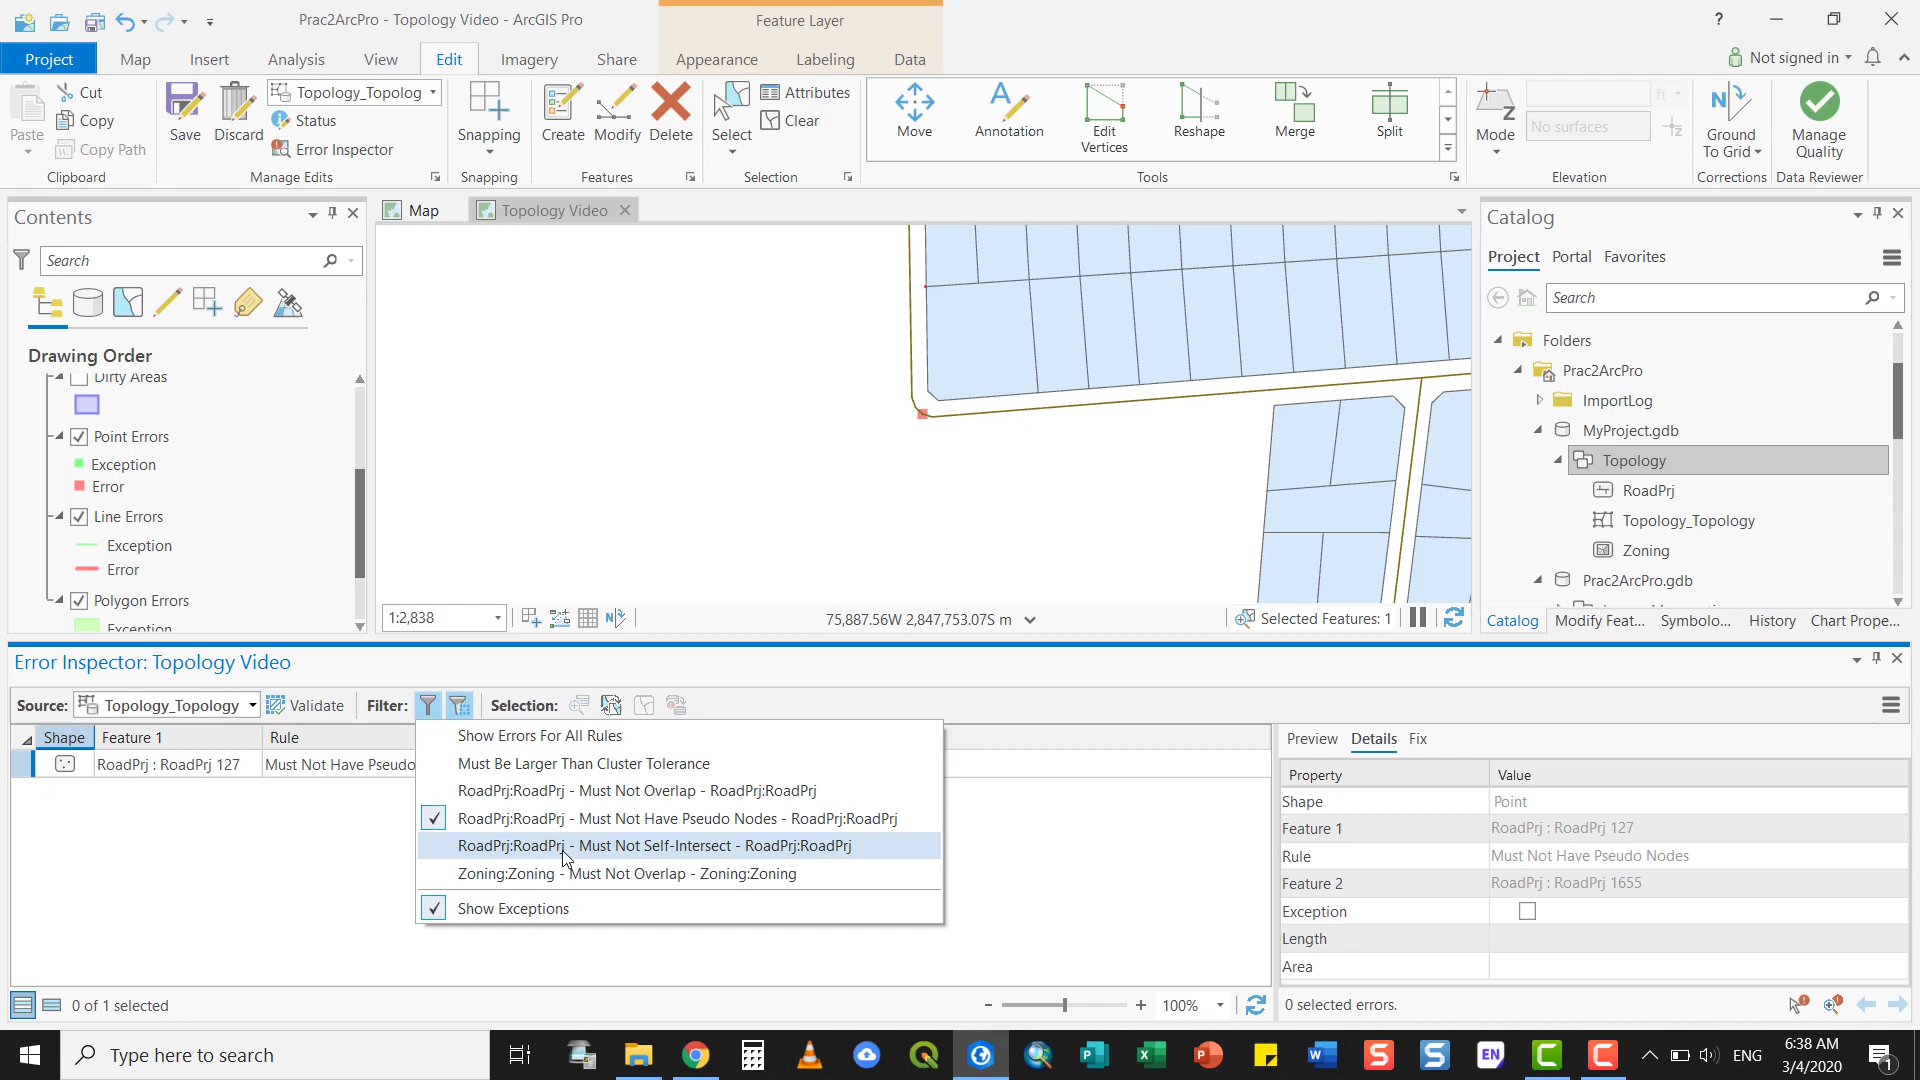 Prac2ArcPro - Topology Video - ArcGIS Pro
Feature Layer
?
Project
Map
Insert
Analysis
View
Edit
Imagery
Share
Appearance
Labeling
Data
Not signed in
Paste
Cut
Copy
Copy Path
Clipboard
Save
Discard
Topology_Topolog
Status
Error Inspector
Manage Edits
Snapping
Snapping
Create
Modify
Delete
Features
Select
Attributes
Clear
Selection
Move
Annotation
Edit
Vertices
Reshape
Merge
Split
Tools
Mode
ft
No surfaces
Elevation
Ground
To Grid
Corrections
Manage
Quality
Data Reviewer
Contents
Search
Drawing Order
Dirty Areas
Point Errors
Exception
Error
Line Errors
Exception
Error
Polygon Errors
Exception
Map
Topology Video
1:2,838
75,887.56W 2,847,753.07S m
Selected Features: 1
Catalog
Project
Portal
Favorites
Search
Folders
Prac2ArcPro
ImportLog
MyProject.gdb
Topology
RoadPrj
Topology_Topology
Zoning
Prac2ArcPro.gdb
Catalog
Modify Feat...
Symbolo...
History
Chart Prope...
Error Inspector: Topology Video
Source:
Topology_Topology
Validate
Filter:
Selection:
Shape
Feature 1
Rule
RoadPrj : RoadPrj 127
Must Not Have Pseudo
Show Errors For All Rules
Must Be Larger Than Cluster Tolerance
RoadPrj:RoadPrj - Must Not Overlap - RoadPrj:RoadPrj
RoadPrj:RoadPrj - Must Not Have Pseudo Nodes - RoadPrj:RoadPrj
RoadPrj:RoadPrj - Must Not Self-Intersect - RoadPrj:RoadPrj
Zoning:Zoning - Must Not Overlap - Zoning:Zoning
Show Exceptions
Preview
Details
Fix
Property
Value
Shape
Point
Feature 1
RoadPrj : RoadPrj 127
Rule
Must Not Have Pseudo Nodes
Feature 2
RoadPrj : RoadPrj 1655
Exception
Length
Area
0 of 1 selected
- + 100%
0 selected errors.
Type here to search
EN
ENG
6:38 AM
3/4/2020
1